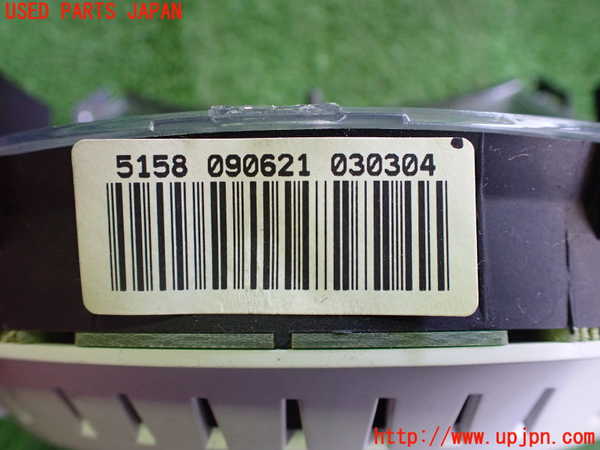 USED PARTS JAPAN
5158 090621 030304
http://www.upjpn.com/